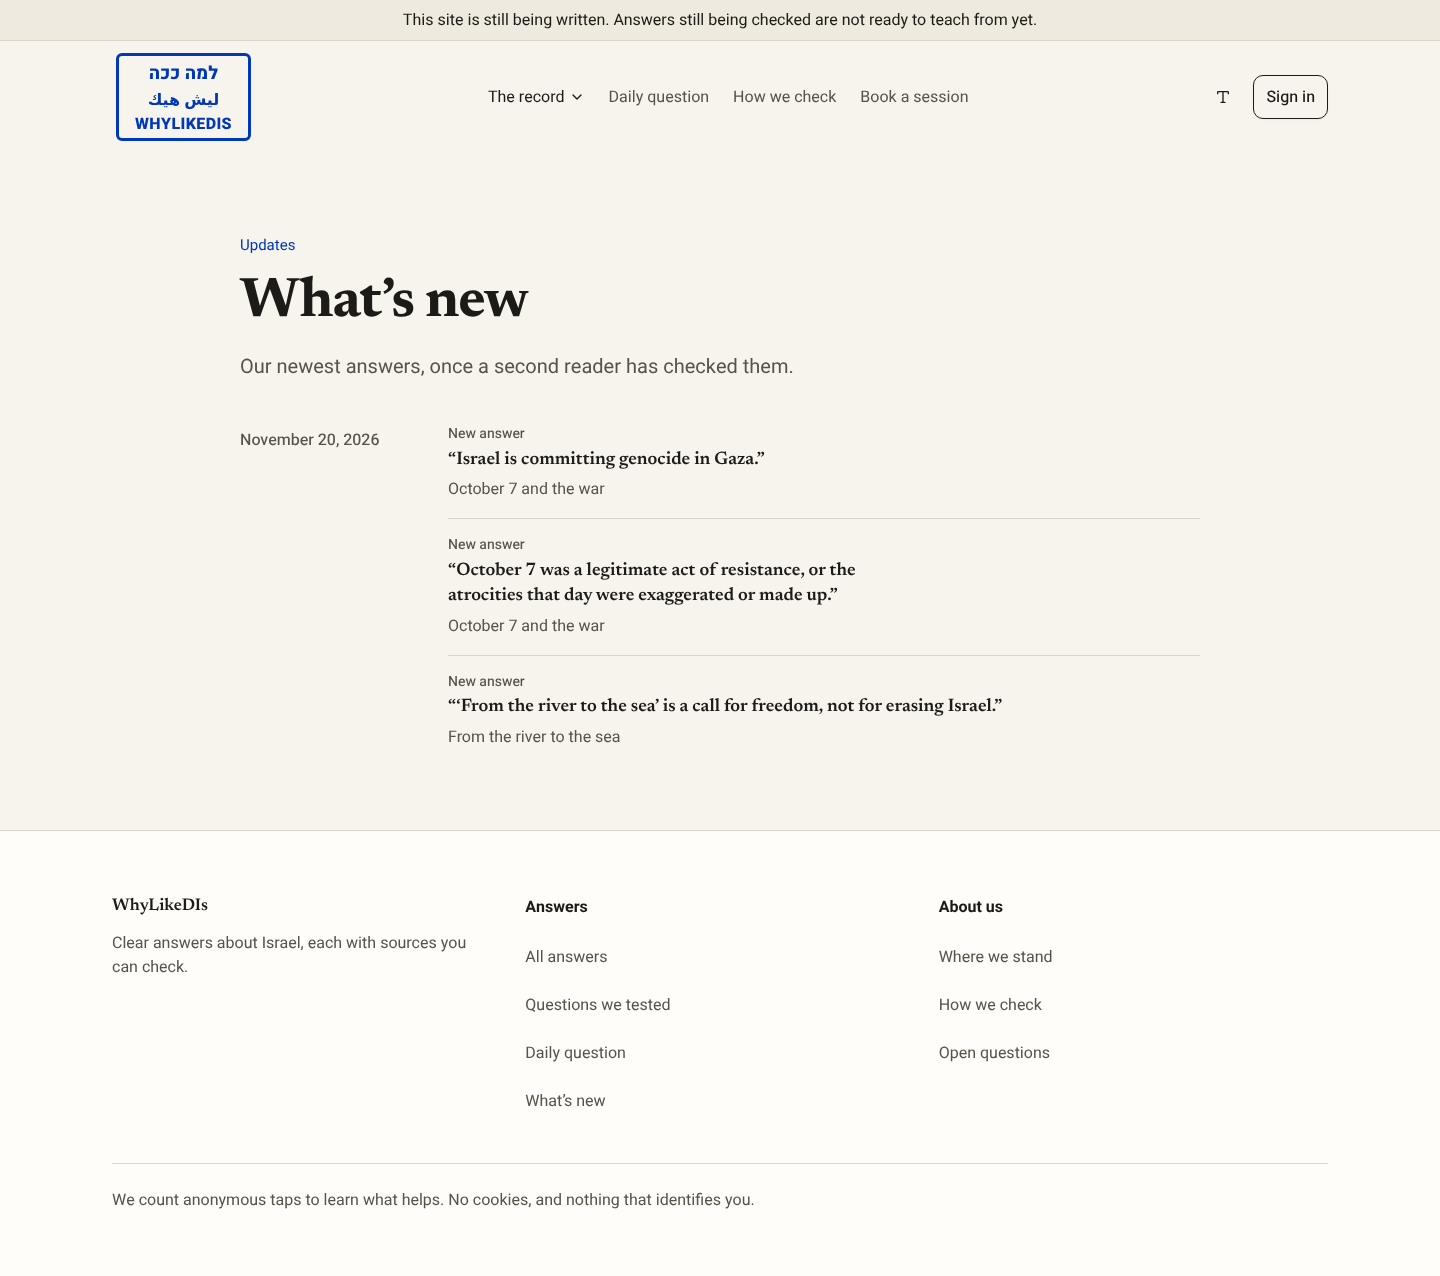 This site is still being written. Answers still being checked are not ready to teach from yet.
למה ככה
ليش هيك
WHYLIKEDIS
The record
Daily question
How we check
Book a session
T
Sign in
Updates
What’s new
Our newest answers, once a second reader has checked them.
November 20, 2026
New answer
“Israel is committing genocide in Gaza.”
October 7 and the war
New answer
“October 7 was a legitimate act of resistance, or the
atrocities that day were exaggerated or made up.”
October 7 and the war
New answer
“‘From the river to the sea’ is a call for freedom, not for erasing Israel.”
From the river to the sea
WhyLikeDIs
Clear answers about Israel, each with sources you
can check.
Answers
All answers
Questions we tested
Daily question
What’s new
About us
Where we stand
How we check
Open questions
We count anonymous taps to learn what helps. No cookies, and nothing that identifies you.